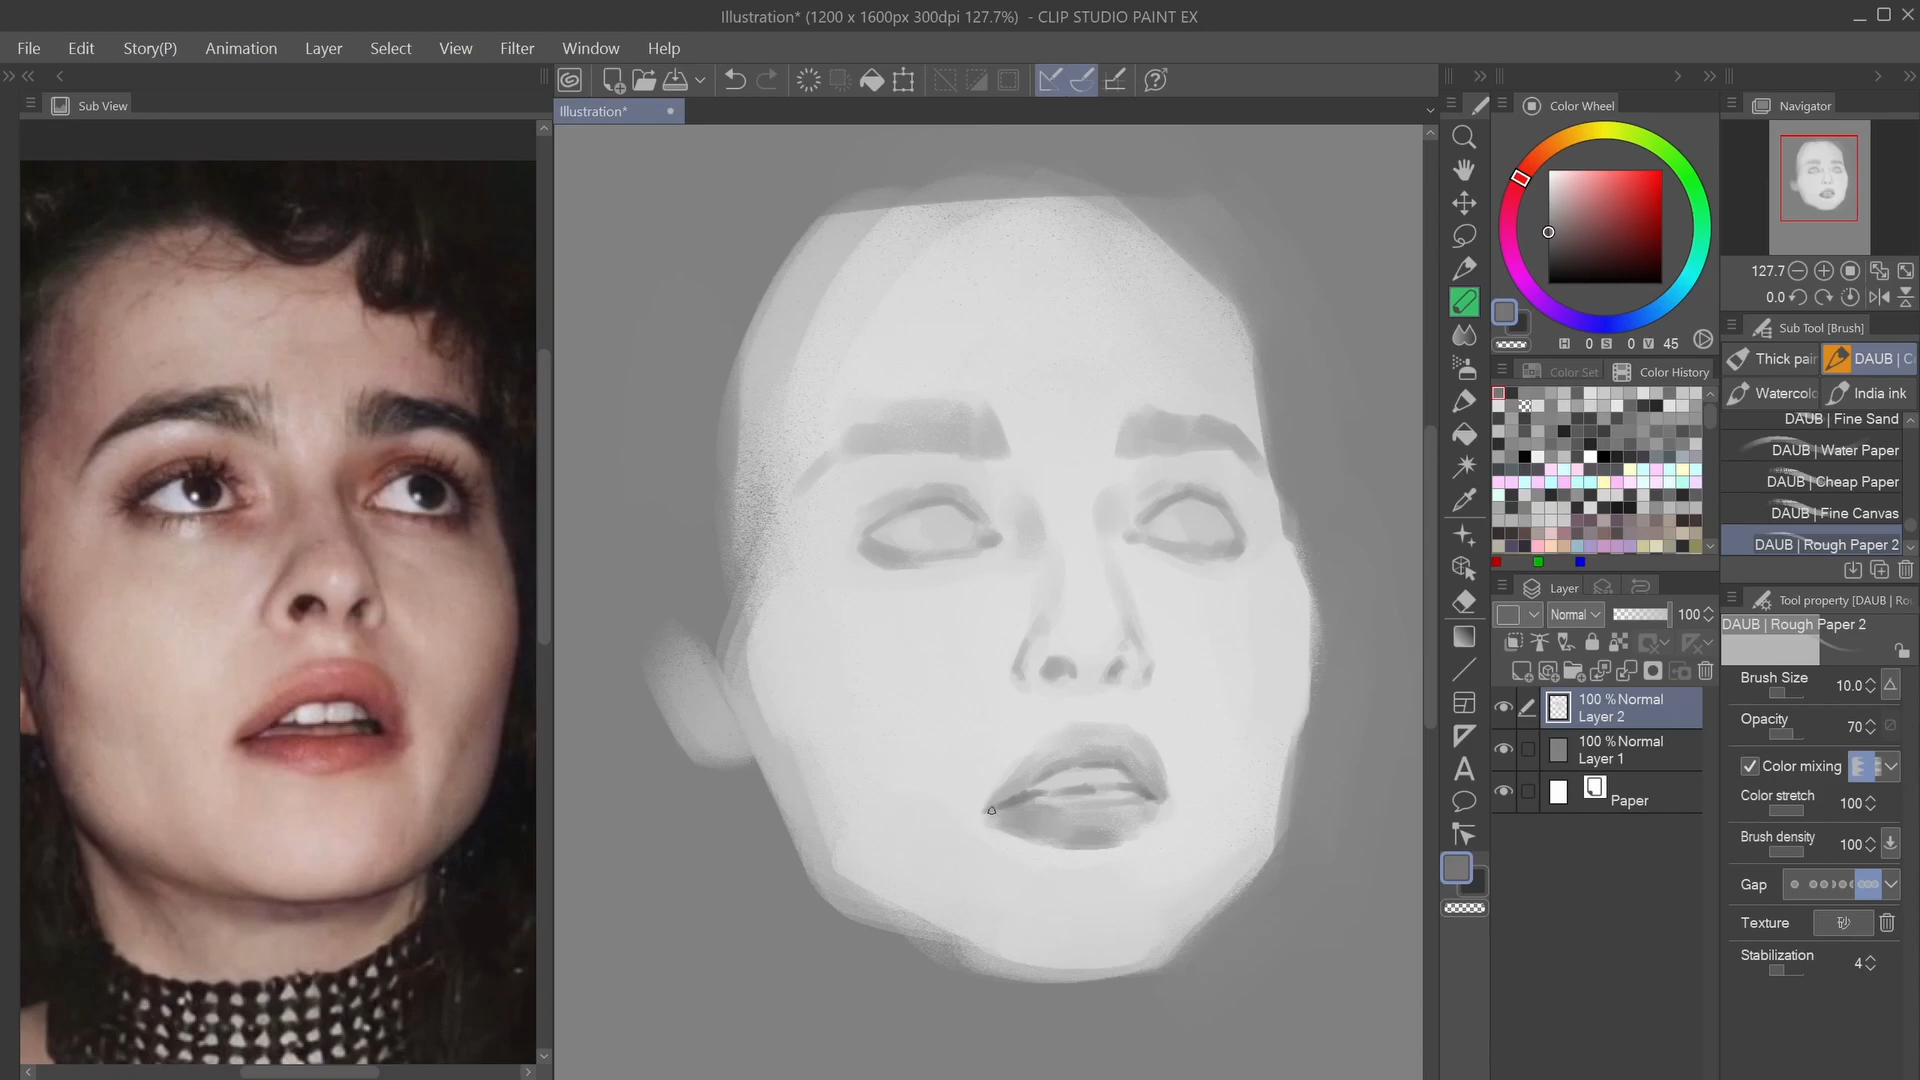 Illustration* (1200 x 1600px 300dpi 127.7%) - CLIP STUDIO PAINT EX
File Edit Story(P) Animation Layer Select View Filter Window Help
Sub View
Illustration*
Color Wheel
H 0 S 0 V 45
Color Set
Color History
Layer
Normal 100
100 % Normal
Layer 2
100 % Normal
Layer 1
Paper
Navigator
127.7
0.0
Sub Tool [Brush]
Thick pai
DAUB | C
Watercolo
India ink
DAUB | Fine Sand
DAUB | Water Paper
DAUB | Cheap Paper
DAUB | Fine Canvas
DAUB | Rough Paper 2
Tool property [DAUB | Ro
DAUB | Rough Paper 2
Brush Size 10.0
Opacity 70
Color mixing
Color stretch 100
Brush density 100
Gap
Texture
Stabilization 4